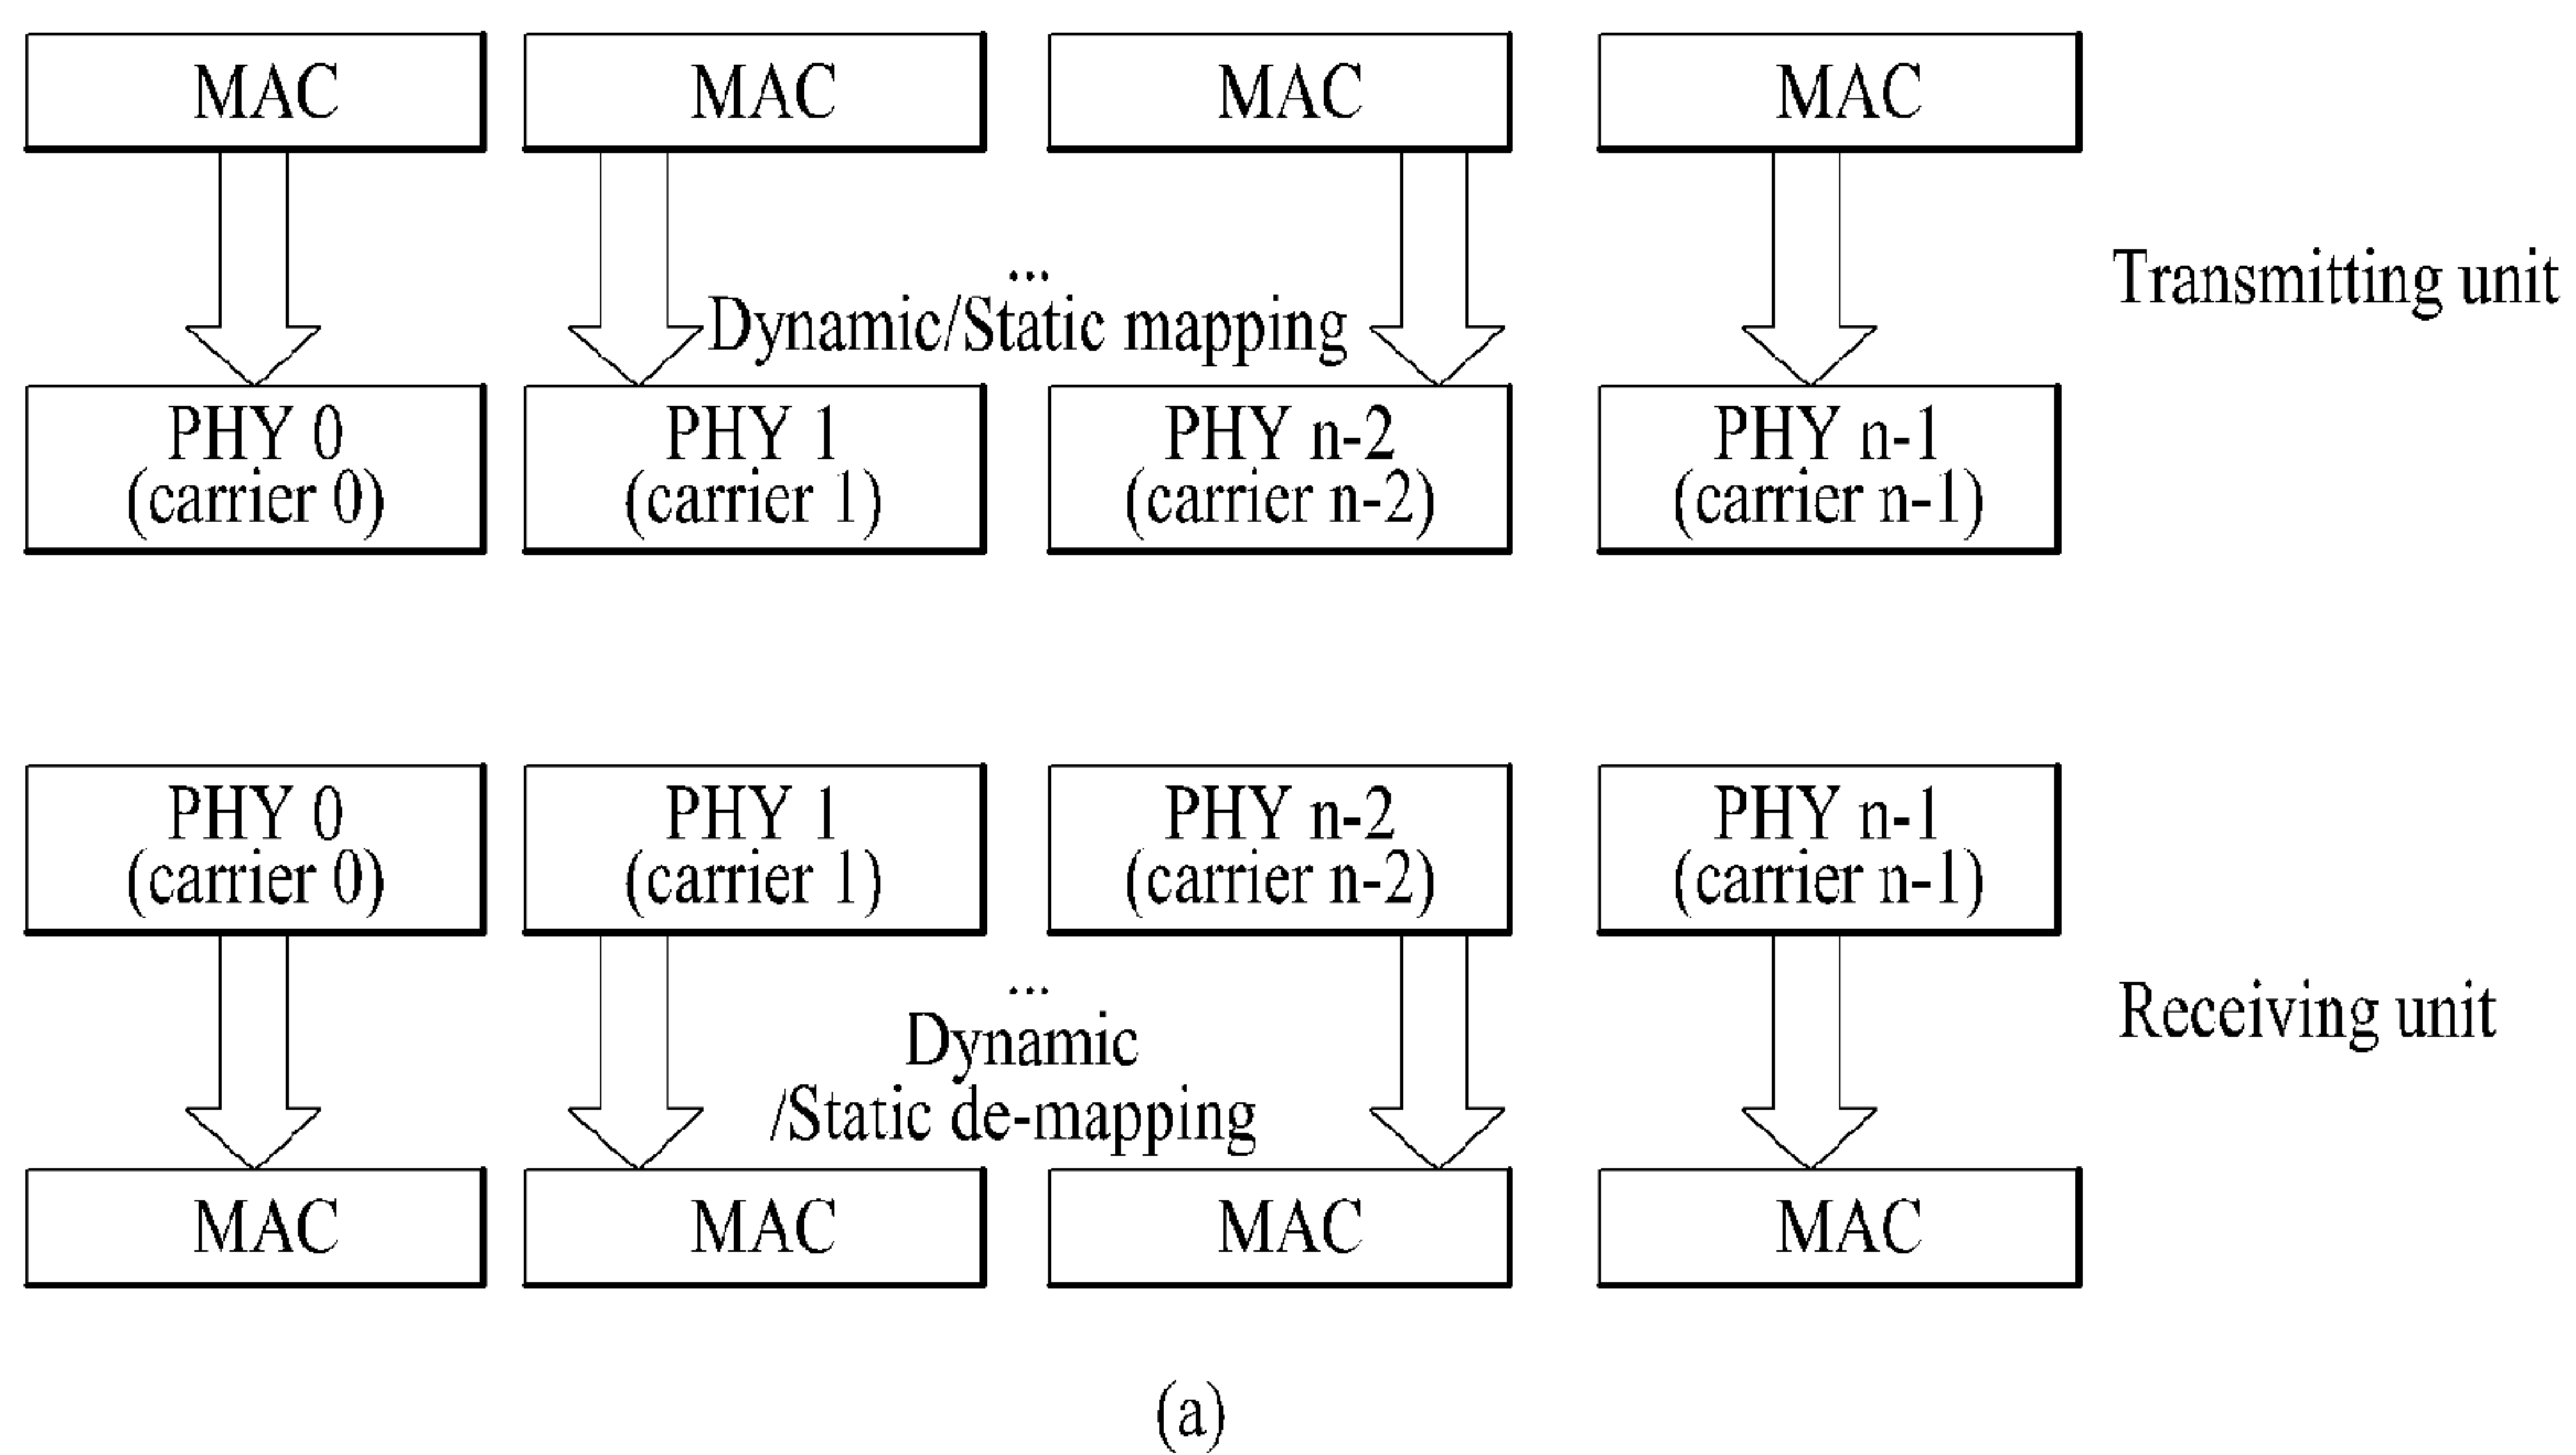 MAC MAC MAC MAC
...
Dynamic/Static mapping
Transmitting unit
PHY 0 PHY 1 PHY n-2 PHY n-1
(carrier 0) (carrier 1) (carrier n-2) (carrier n-1)
PHY 0 PHY 1 PHY n-2 PHY n-1
(carrier 0) (carrier 1) (carrier n-2) (carrier n-1)
...
Dynamic
/Static de-mapping
Receiving unit
MAC MAC MAC MAC
(a)